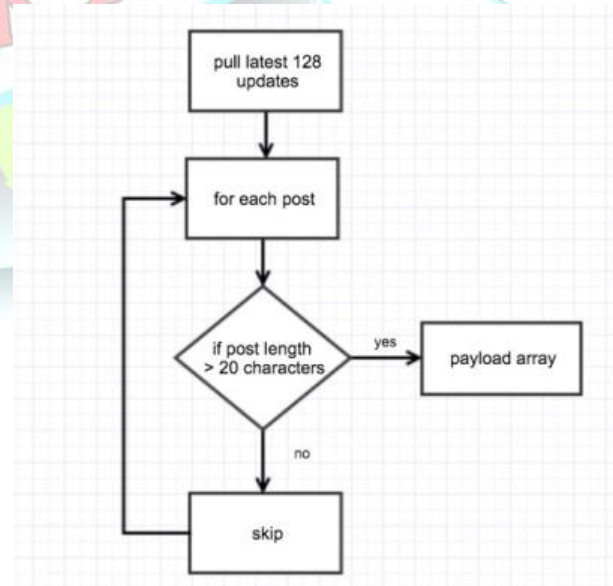 pull latest 128
updates
for each post
if post length
> 20 characters
yes
payload array
no
skip